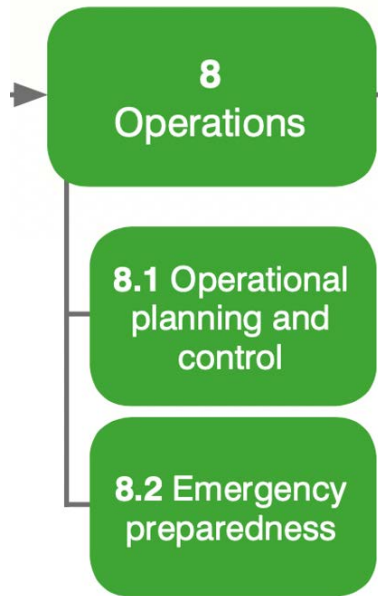 8
Operations
8.1 Operational
planning and
control
8.2 Emergency
preparedness